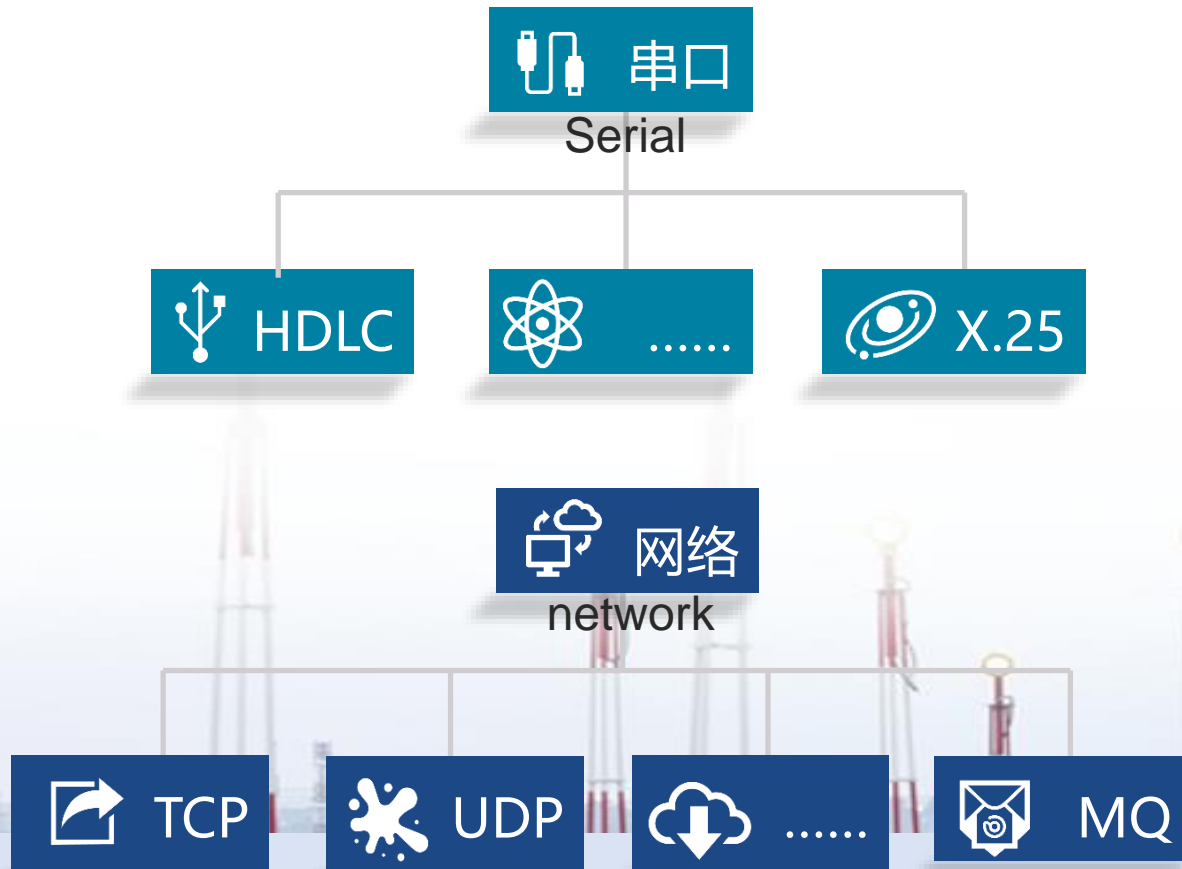 串口
Serial
HDLC
......
X.25
网络
network
TCP
UDP
......
MQ